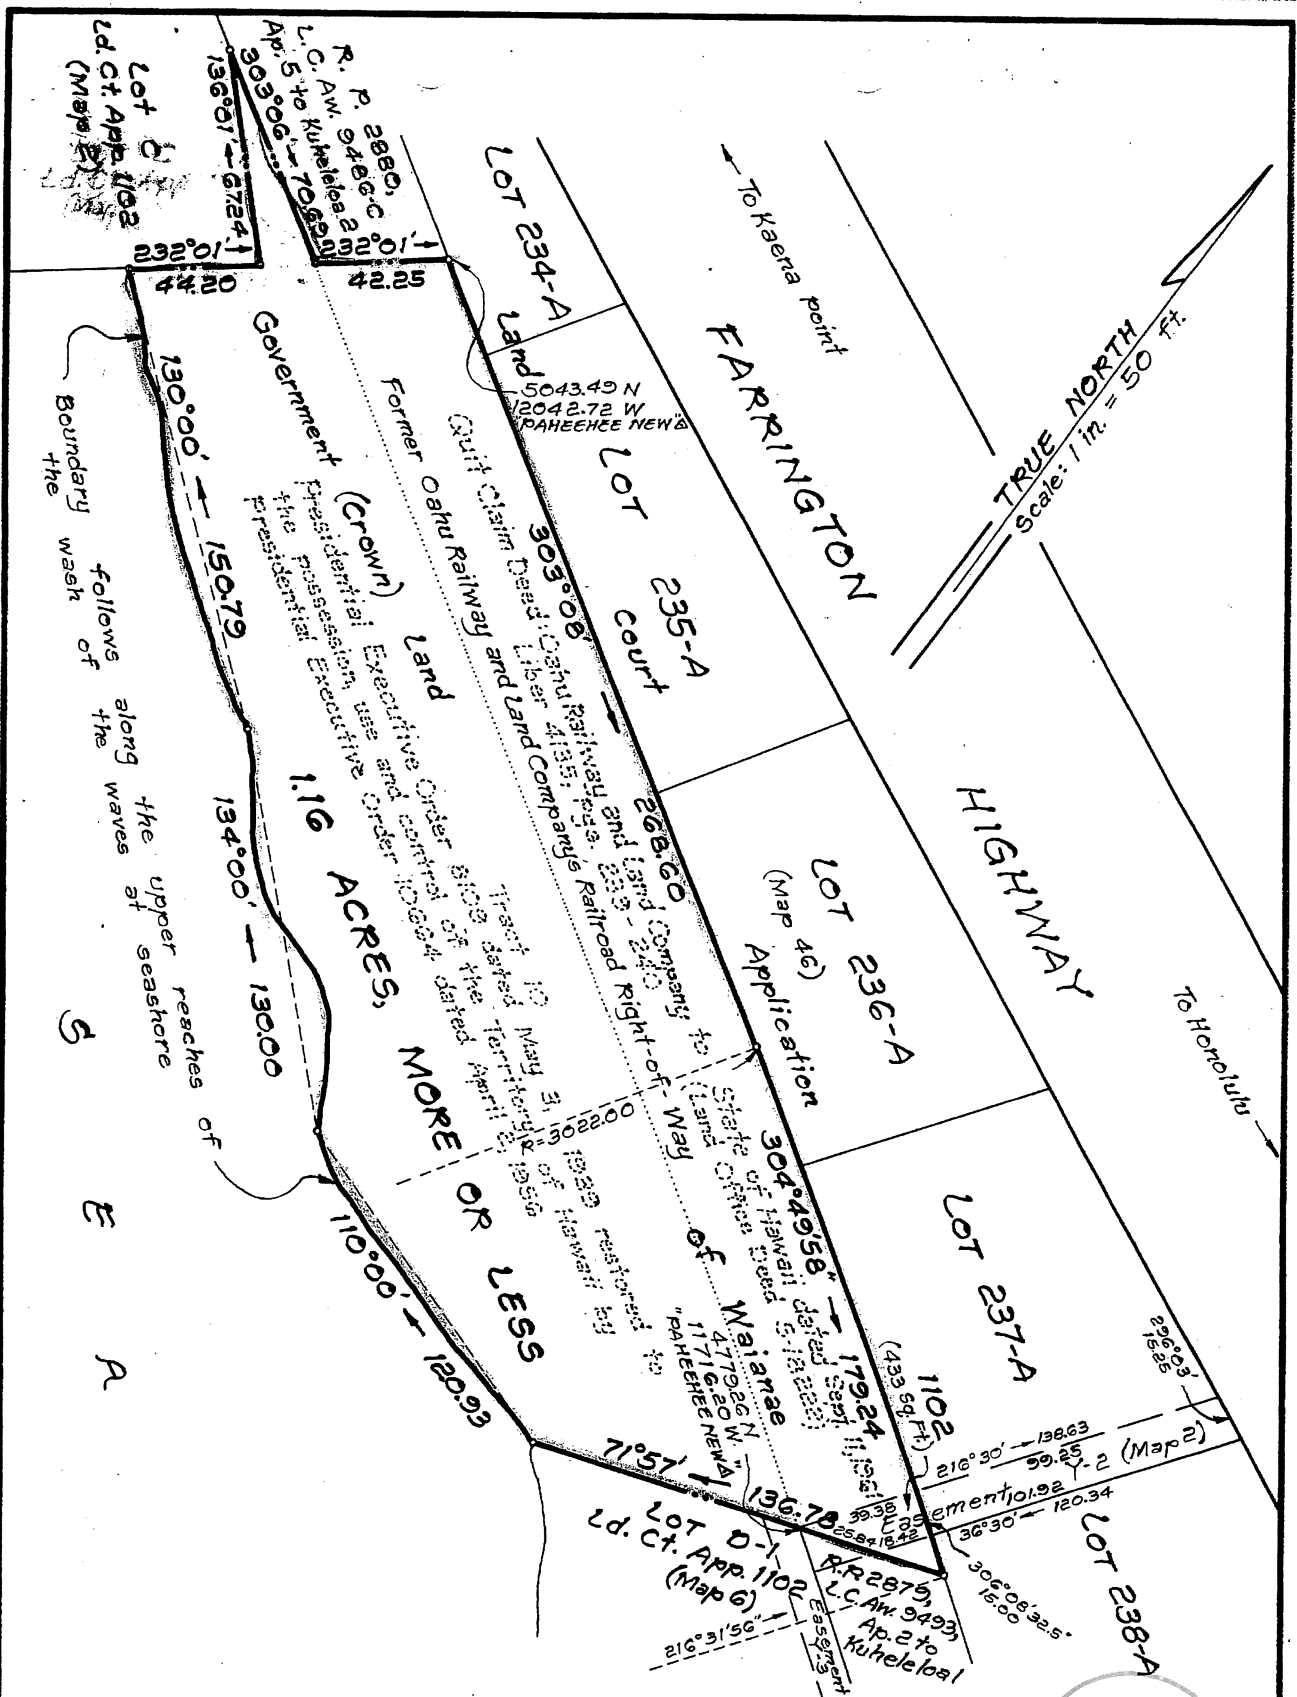 R. P. 2880,
L. C. Aw. 9486-C
Ap. 5 to Kuheleloa 2
303°06' 70.69
136°01' 67.24
Lot C
Ld. Ct. App. 1102
(Map 2)
232°01'
44.20
232°01'
42.25
To Kaena point
FARRINGTON HIGHWAY
To Honolulu
TRUE NORTH
Scale: 1 in. = 50 ft.
LOT 234-A
LOT 235-A
LOT 236-A
(Map 46)
LOT 237-A
LOT 238-A
Land Court Application 1102
(433 Sq. Ft.)
5043.49 N
12042.72 W
"PAHEEHEE NEW"
303°08' 268.60
304°49'58" 179.24
Quit Claim Deed: Oahu Railway and Land Company to State of Hawaii dated Sept. 11, 1961
Liber 4135, Pgs. 239-240 (Land Office Deed S-18222)
Former Oahu Railway and Land Company's Railroad Right-of-Way
Government (Crown) Land of Waianae
Tract 10
Presidential Executive Order 8109 dated May 3, 1939 restored to
the possession, use and control of the Territory of Hawaii by
Presidential Executive Order 10664 dated April 1956
1.16 ACRES, MORE OR LESS
R=3022.00
4779.26 N
11716.20 W
"PAHEEHEE NEW"
130°00' 150.79
134°00' 130.00
110°00' 120.93
71°57' 136.78
Boundary follows along the upper reaches of
the wash of the waves at seashore
SEA
296°03'
15.25
216°30' 138.63
99.25
39.38
Easement Y-2 (Map 2)
101.92
36°30' 120.34
25.84
18.42
306°08'32.5"
15.00
LOT D-1
Ld. Ct. App. 1102
(Map 6)
R.P. 2879,
L.C. Aw. 9493,
Ap. 2 to
Kuheleloa 1
216°31'56"
Easement
Y-3